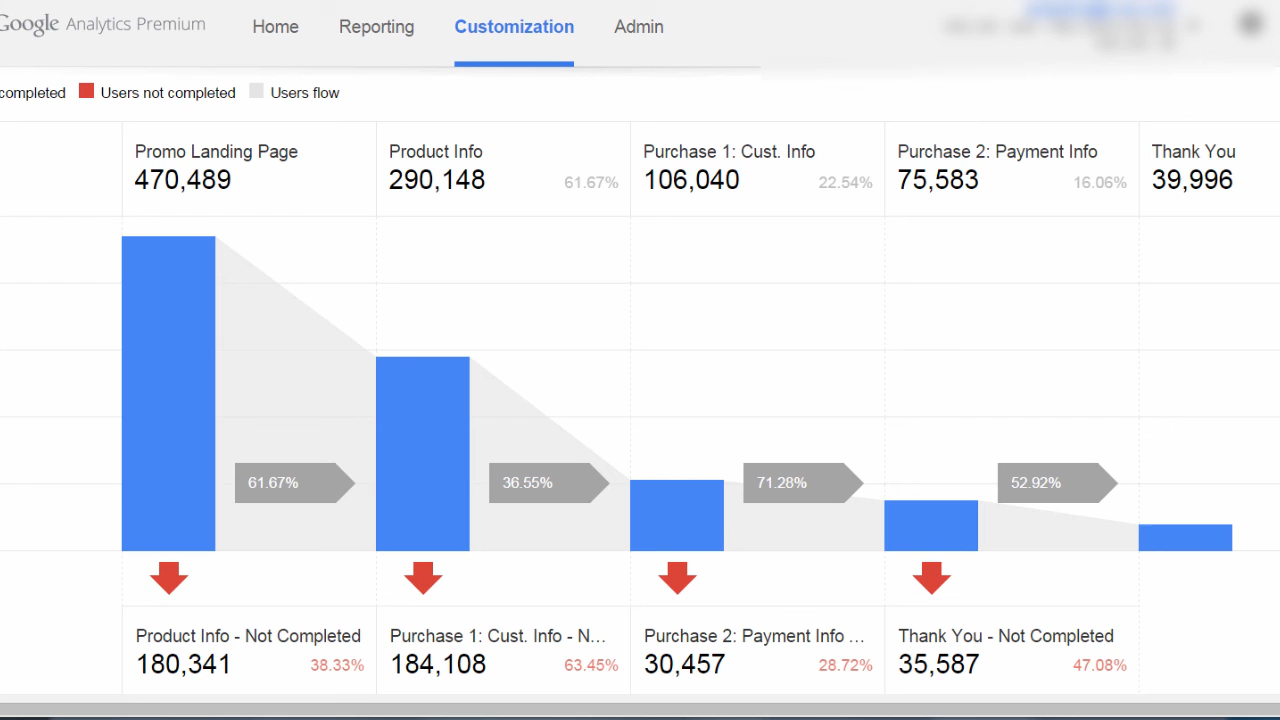 Google Analytics Premium Home Reporting Customization Admin
completed Users not completed Users flow
Promo Landing Page Product Info Purchase 1: Cust. Info Purchase 2: Payment Info Thank You
470,489 290,148 61.67% 106,040 22.54% 75,583 16.06% 39,996
61.67% 36.55% 71.28% 52.92%
Product Info - Not Completed Purchase 1: Cust. Info - N... Purchase 2: Payment Info ... Thank You - Not Completed
180,341 38.33% 184,108 63.45% 30,457 28.72% 35,587 47.08%